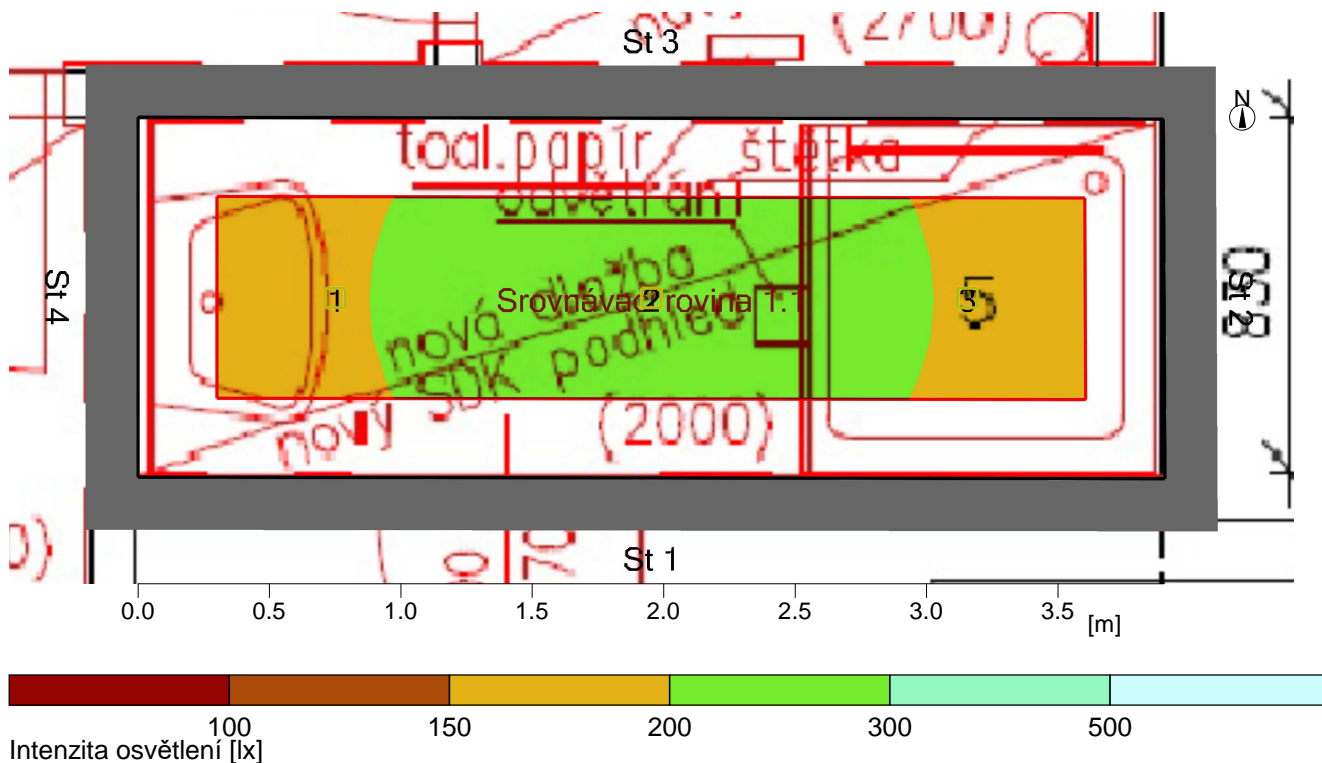 (2700)
St 3
N
toal.papír
štětka
odvětrání
St 4
1
Srovnávací rovina 1.1
2
3
St 2
nová dlažba
nový SDK podhled
(2000)
St 1
0.0 0.5 1.0 1.5 2.0 2.5 3.0 3.5 [m]
100 150 200 300 500
Intenzita osvětlení [lx]